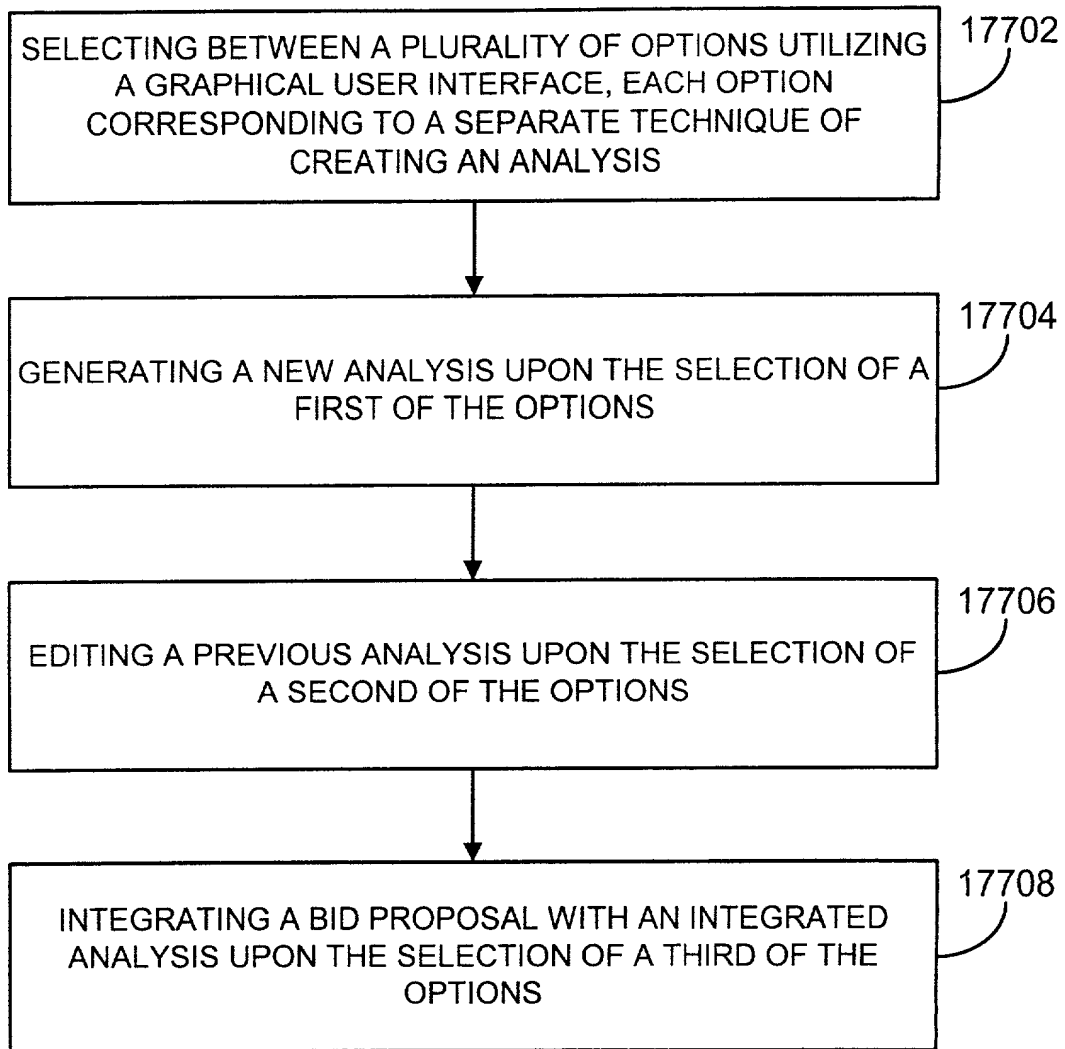 SELECTING BETWEEN A PLURALITY OF OPTIONS UTILIZING
A GRAPHICAL USER INTERFACE, EACH OPTION
CORRESPONDING TO A SEPARATE TECHNIQUE OF
CREATING AN ANALYSIS
17702
GENERATING A NEW ANALYSIS UPON THE SELECTION OF A
FIRST OF THE OPTIONS
17704
EDITING A PREVIOUS ANALYSIS UPON THE SELECTION OF
A SECOND OF THE OPTIONS
17706
INTEGRATING A BID PROPOSAL WITH AN INTEGRATED
ANALYSIS UPON THE SELECTION OF A THIRD OF THE
OPTIONS
17708